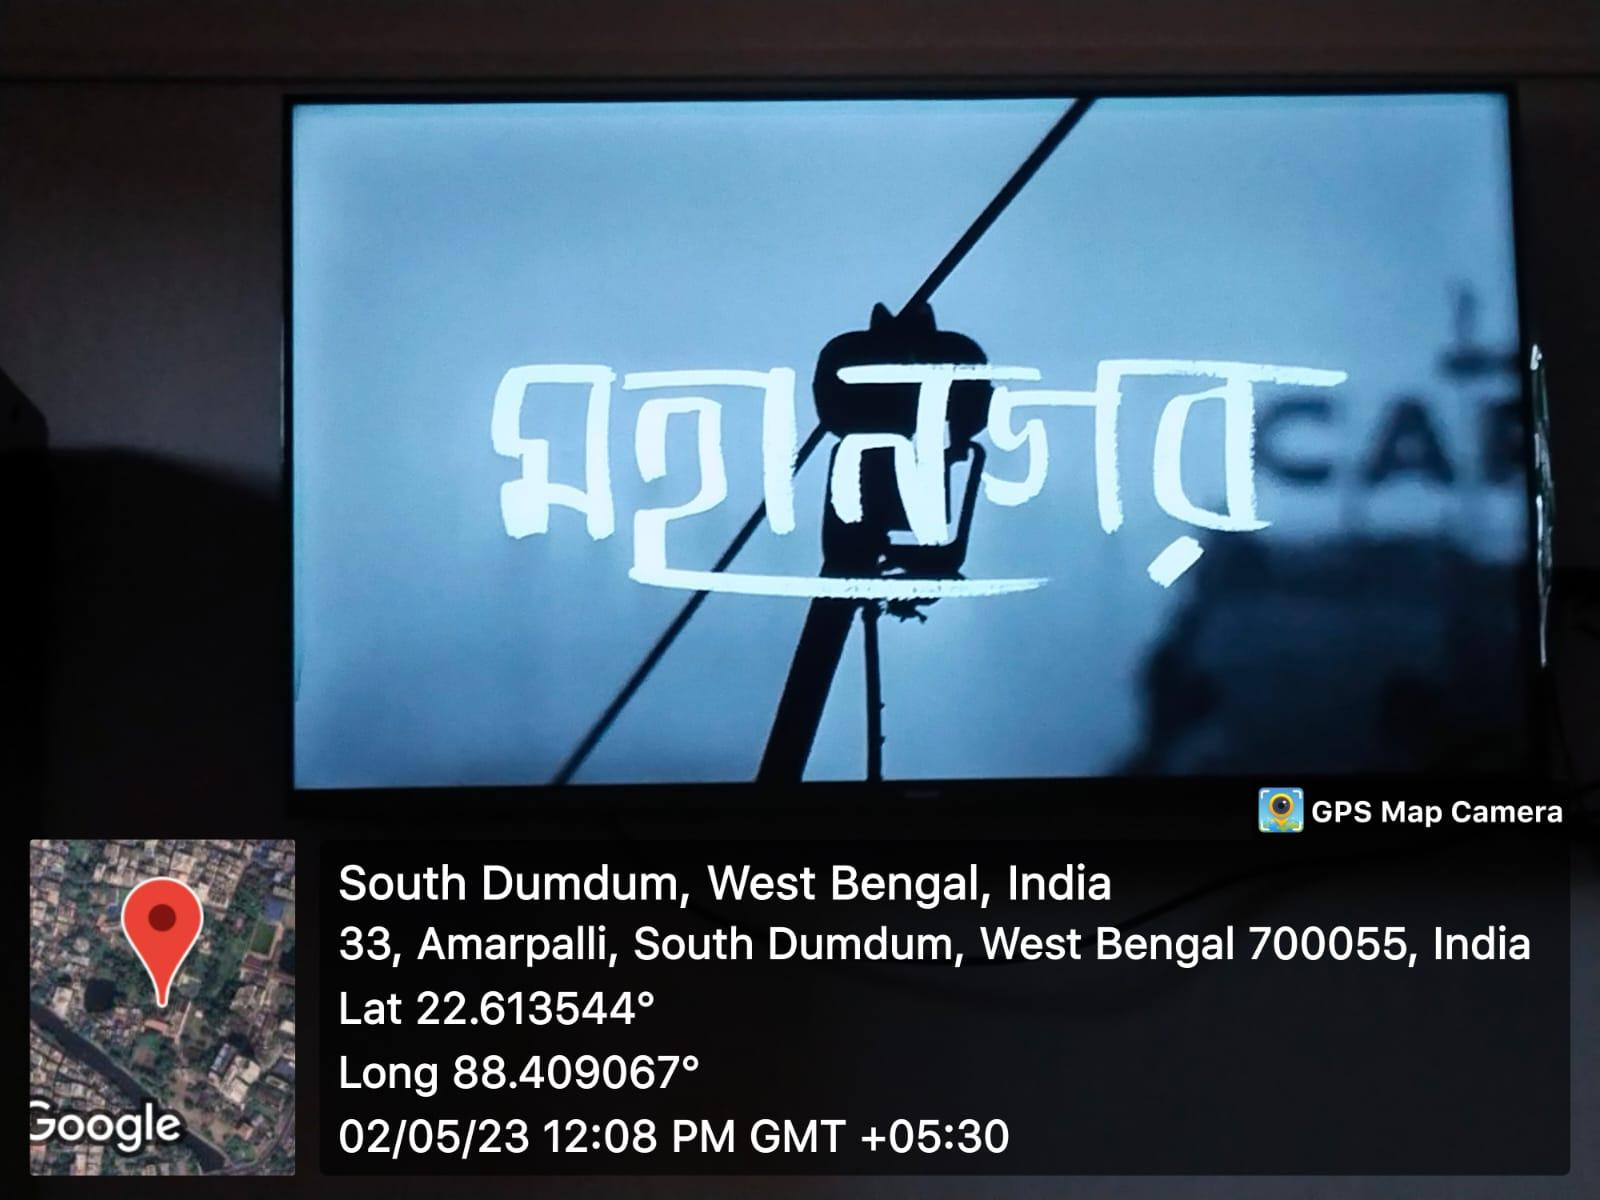 মহানগর
CA
GPS Map Camera
South Dumdum, West Bengal, India
33, Amarpalli, South Dumdum, West Bengal 700055, India
Lat 22.613544°
Long 88.409067°
02/05/23 12:08 PM GMT +05:30
Google